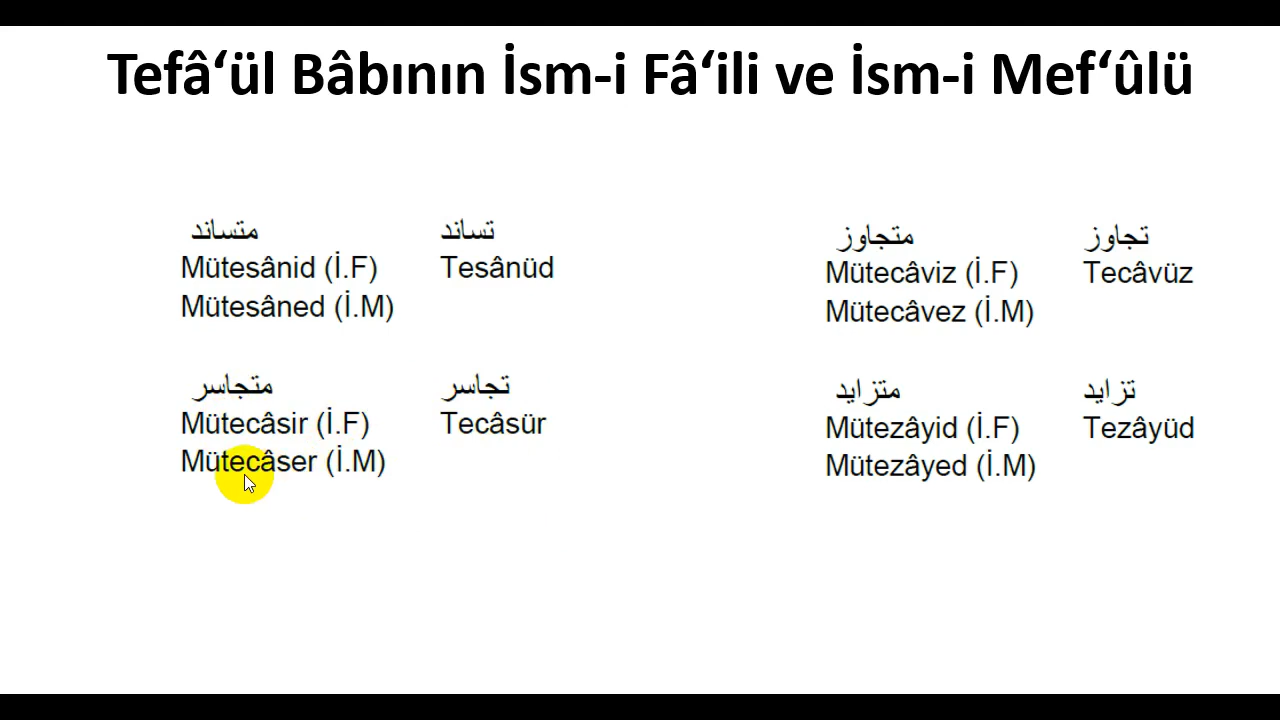 Tefâ‘ül Bâbının İsm-i Fâ‘ili ve İsm-i Mef‘ûlü
متساند تساند
Mütesânid (İ.F) Tesânüd
Mütesâned (İ.M)
متجاسر تجاسر
Mütecâsir (İ.F) Tecâsür
Mütecâser (İ.M)
متجاوز تجاوز
Mütecâviz (İ.F) Tecâvüz
Mütecâvez (İ.M)
متزايد تزايد
Mütezâyid (İ.F) Tezâyüd
Mütezâyed (İ.M)